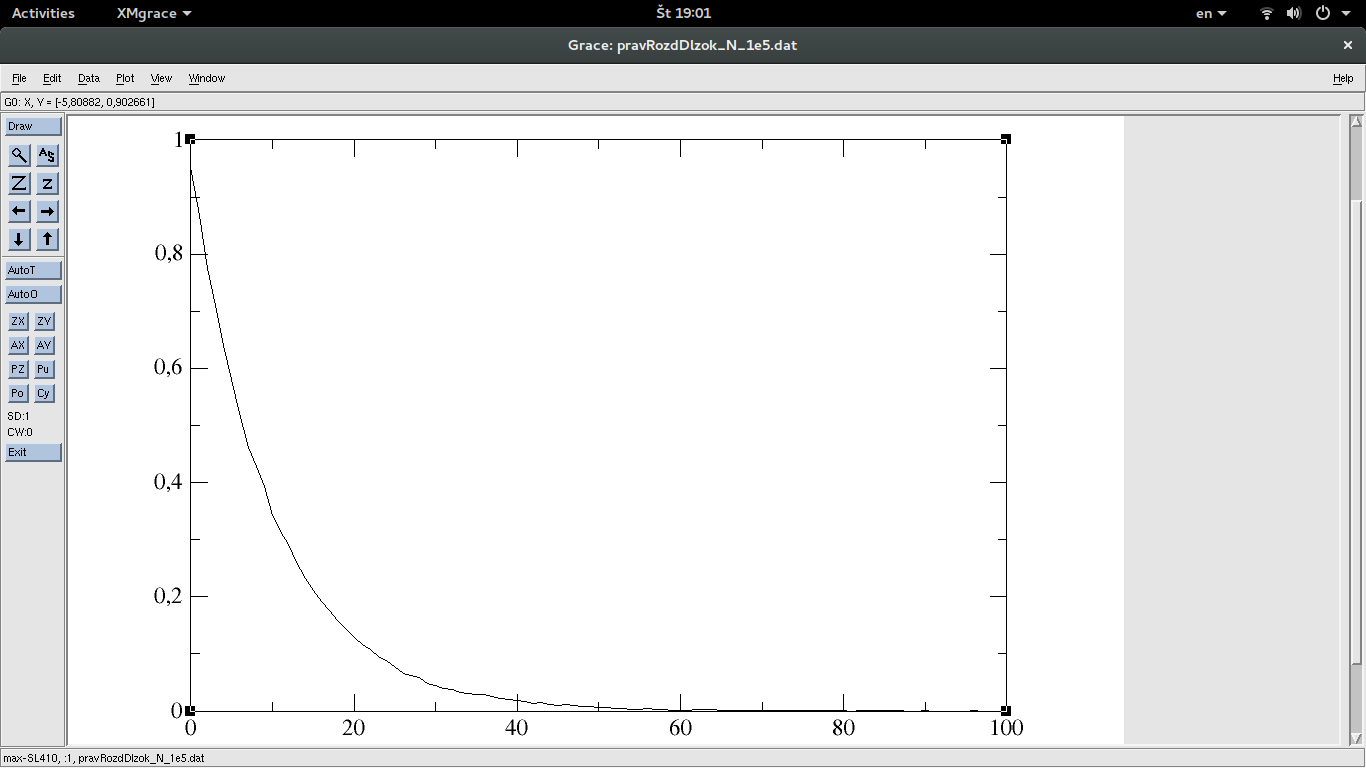 Activities XMgrace Št 19:01 en
Grace: pravRozdDlzok_N_1e5.dat ×
File Edit Data Plot View Window Help
G0: X, Y = [-5,80882, 0,902661]
Draw
AS
Z z
AutoT
AutoO
ZX ZY
AX AY
PZ Pu
Po Cy
SD:1
CW:0
Exit
1
0,8
0,6
0,4
0,2
0
0 20 40 60 80 100
max-SL410, :1, pravRozdDlzok_N_1e5.dat